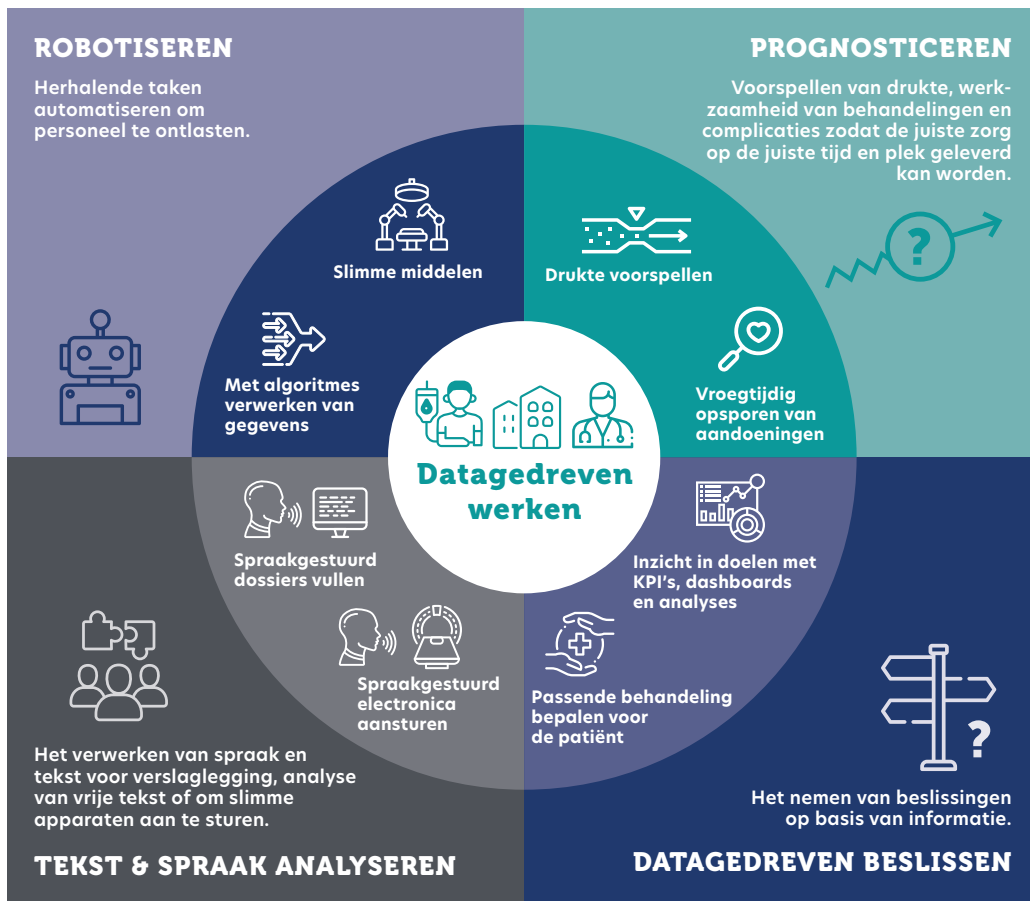 ROBOTISEREN
Herhalende taken
automatiseren om
personeel te ontlasten.
PROGNOSTICEREN
Voorspellen van drukte, werk-
zaamheid van behandelingen en
complicaties zodat de juiste zorg
op de juiste tijd en plek geleverd
kan worden.
?
Slimme middelen
Met algoritmes
verwerken van
gegevens
Drukte voorspellen
Vroegtijdig
opsporen van
aandoeningen
Datagedreven
werken
Spraakgestuurd
dossiers vullen
Spraakgestuurd
electronica
aansturen
Inzicht in doelen met
KPI's, dashboards
en analyses
Passende behandeling
bepalen voor
de patiënt
Het verwerken van spraak en
tekst voor verslaglegging, analyse
van vrije tekst of om slimme
apparaten aan te sturen.
TEKST & SPRAAK ANALYSEREN
?
Het nemen van beslissingen
op basis van informatie.
DATAGEDREVEN BESLISSEN